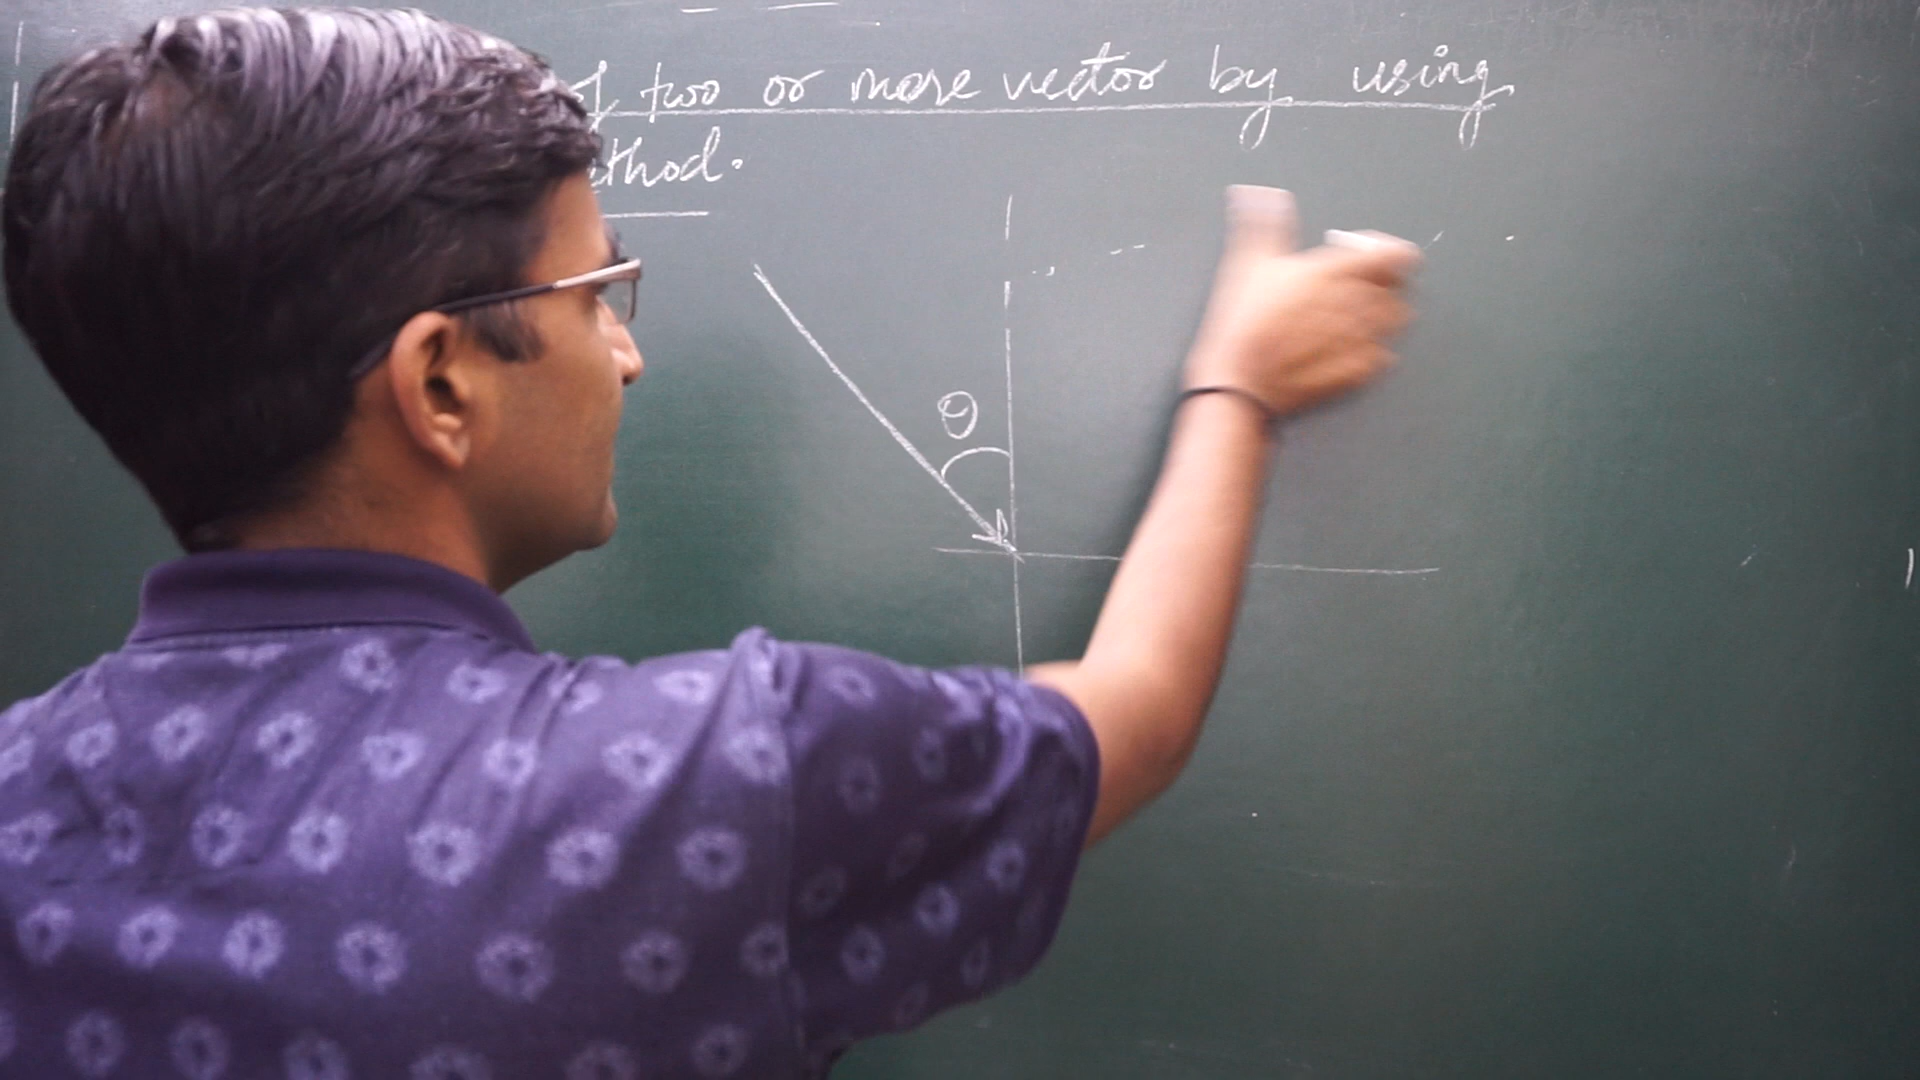 f two or more vector by using
thod.
θ